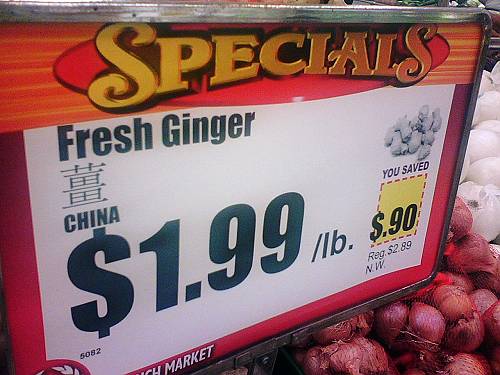 SPECIALS
Fresh Ginger
薑
CHINA
$1.99 /lb.
YOU SAVED
$.90
Reg.$2.89
N.W.
5082
MARKET